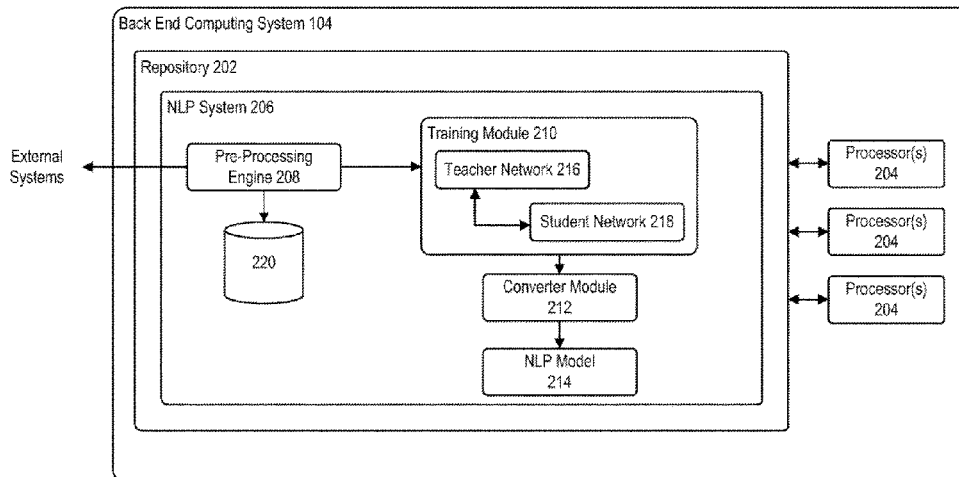 Back End Computing System 104
Repository 202
NLP System 206
External
Systems
Pre-Processing
Engine 208
220
Training Module 210
Teacher Network 216
Student Network 218
Converter Module
212
NLP Model
214
Processor(s)
204
Processor(s)
204
Processor(s)
204